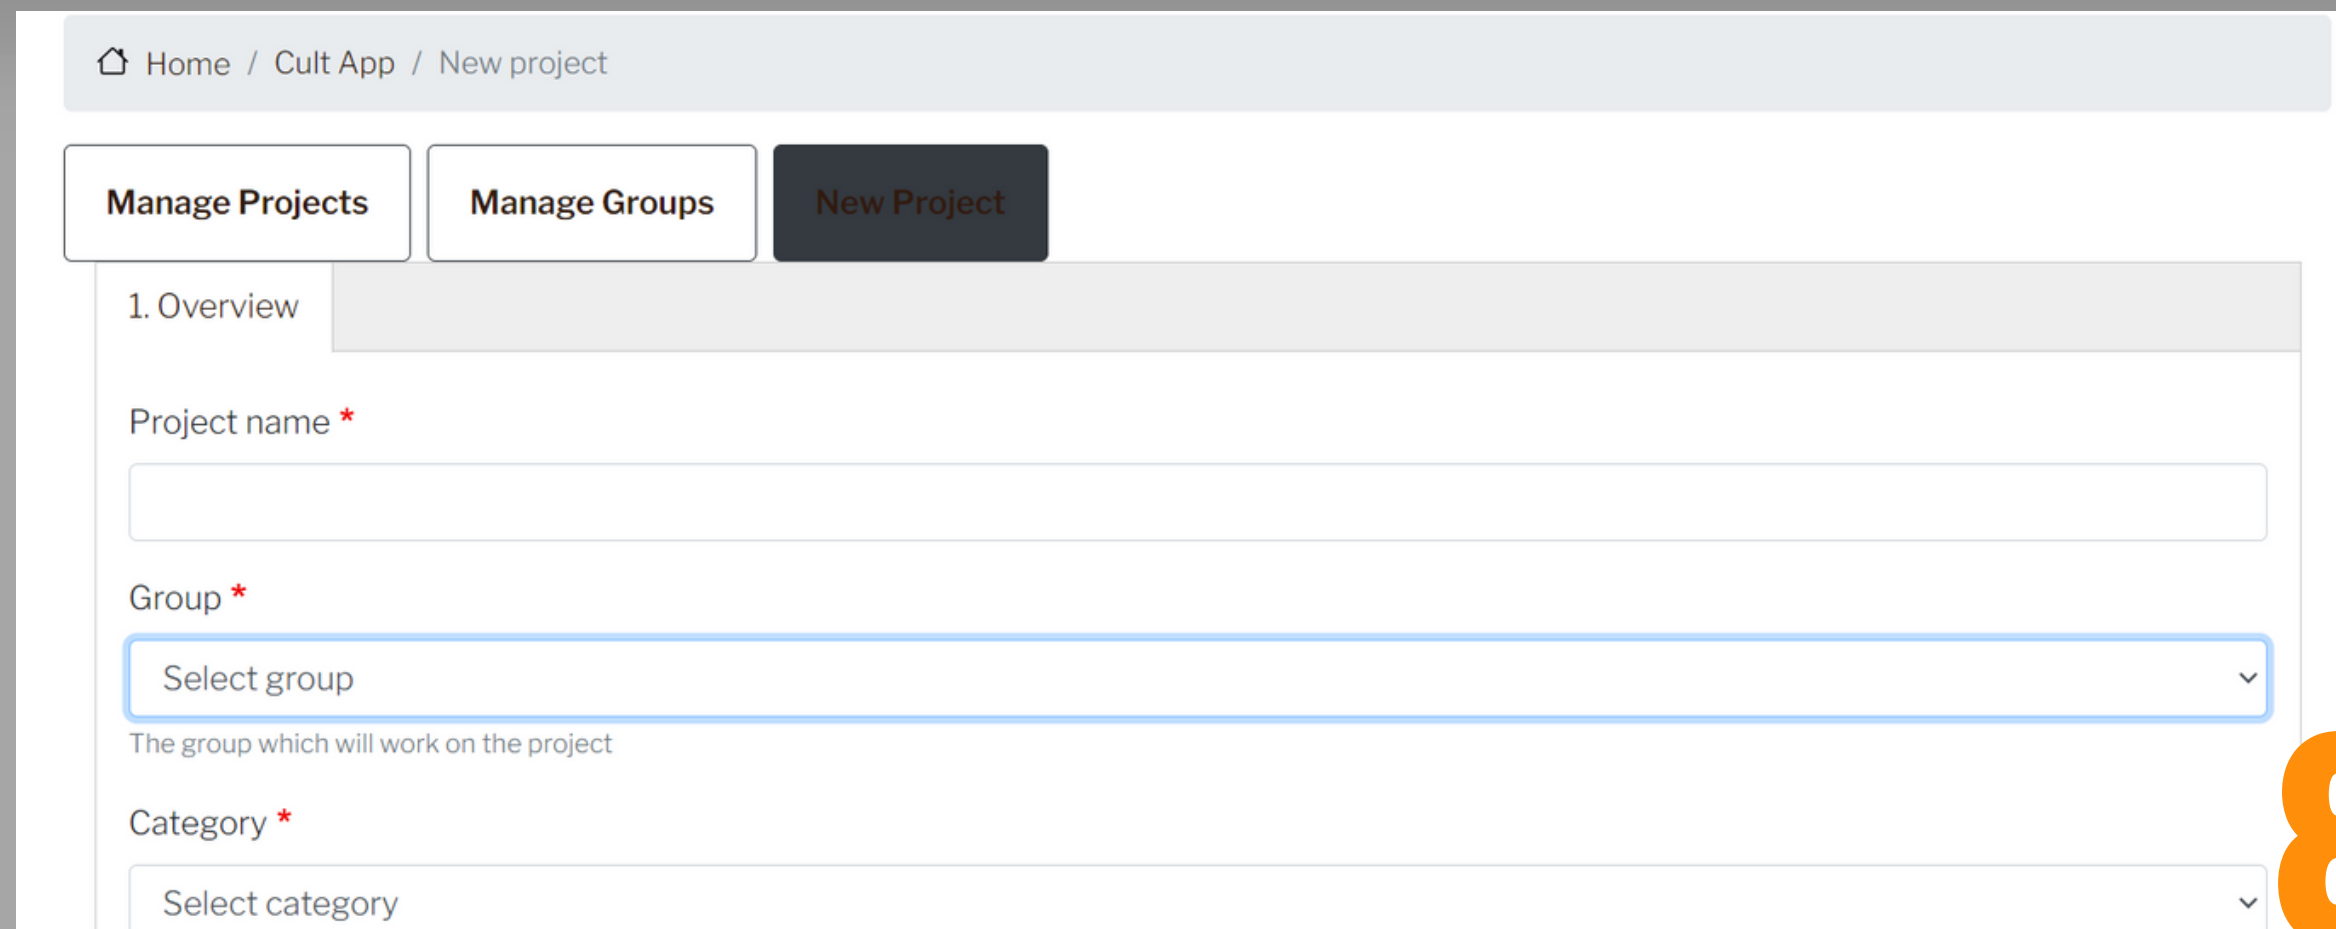 Home / Cult App / New project
Manage Projects Manage Groups New Project
1. Overview
Project name *
Group *
Select group
The group which will work on the project
Category *
Select category
8